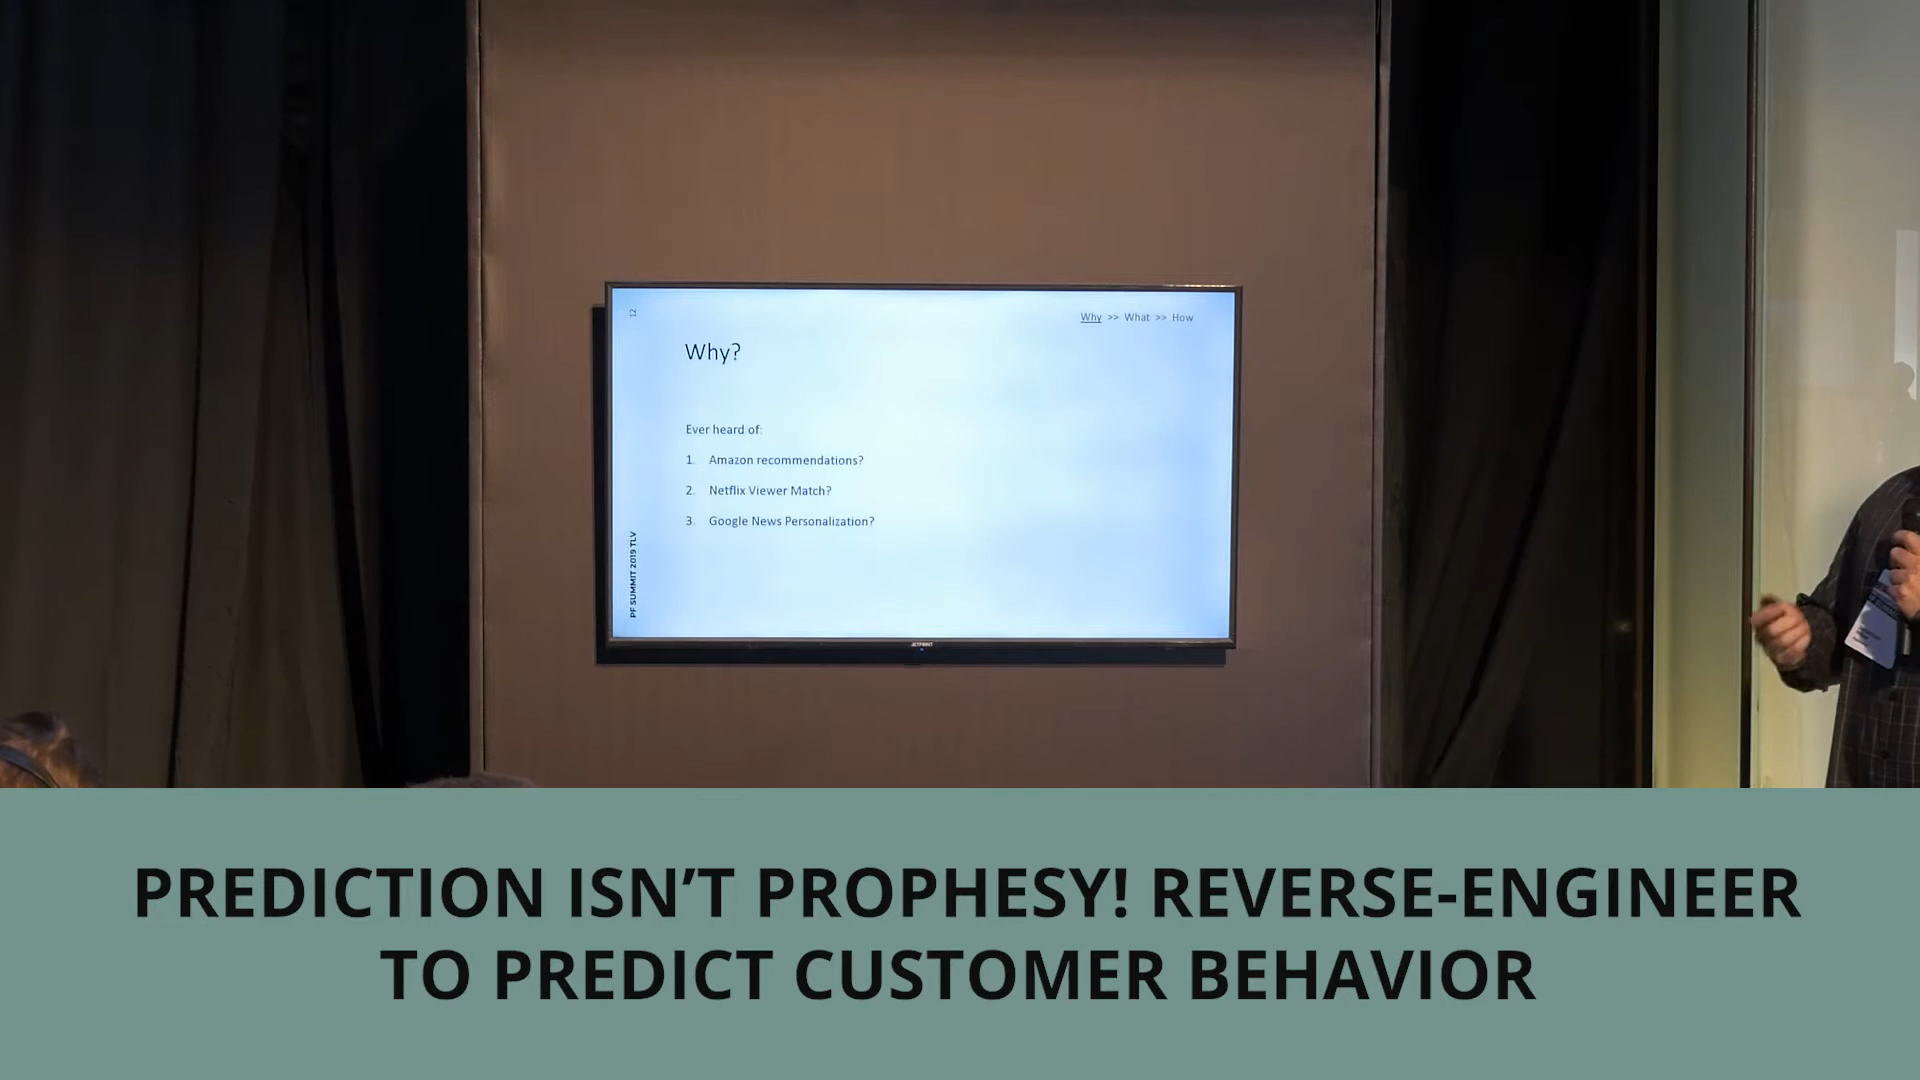 12
Why >> What >> How
Why?
Ever heard of:
1. Amazon recommendations?
2. Netflix Viewer Match?
3. Google News Personalization?
PF SUMMIT 2019 TLV
PREDICTION ISN’T PROPHESY! REVERSE-ENGINEER
TO PREDICT CUSTOMER BEHAVIOR